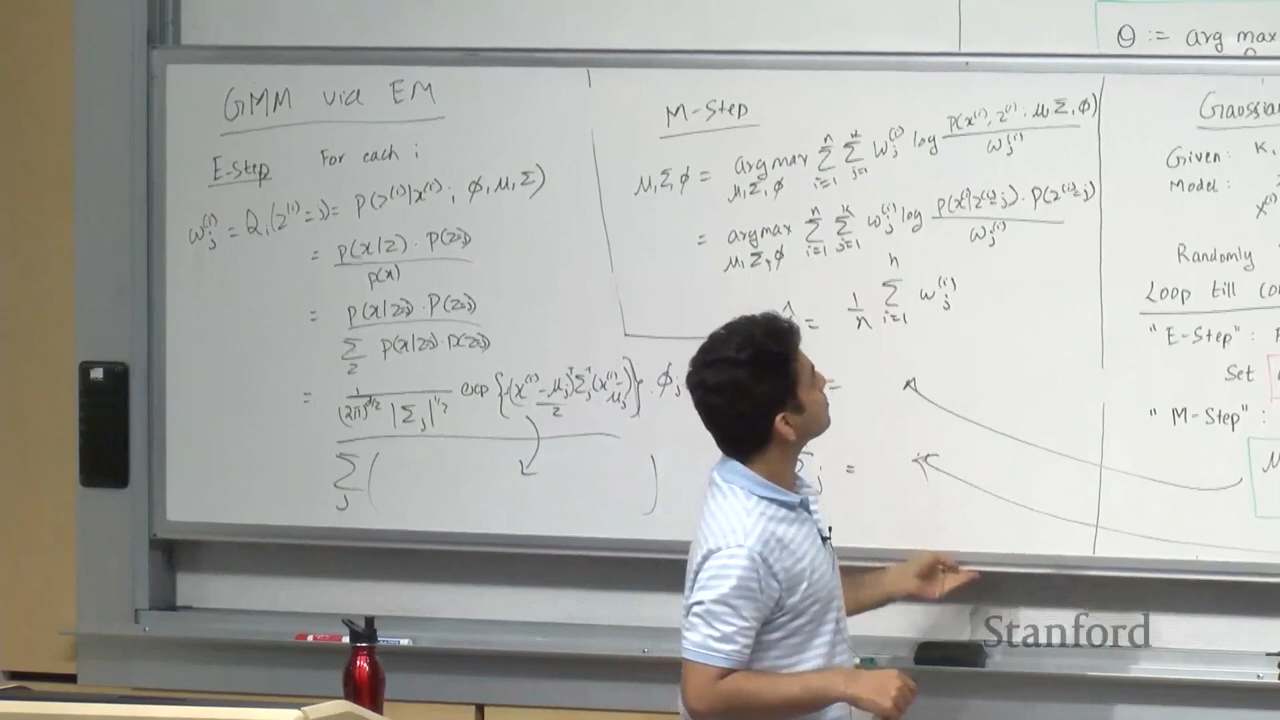 GMM via EM
E-Step For each i
w_j^{(i)} = Q_i(z^{(i)}=j) = P(z^{(i)}|x^{(i)}; ϕ, μ, Σ)
= P(x|z)·P(z) / p(x)
= P(x|z)·P(z) / Σ_z P(x|z)·P(z)
= 1/((2π)^{d/2} |Σ_j|^{1/2}) exp{-(x^{(i)}-μ_j)^T Σ_j^{-1} (x^{(i)}-μ_j)/2}·ϕ_j
Σ_j ( )
M-Step
μ, Σ, ϕ = arg max_{μ, Σ, ϕ} Σ_{i=1}^n Σ_{j=1}^k w_j^{(i)} log P(x^{(i)}, z^{(i)}; μ, Σ, ϕ) / w_j^{(i)}
= arg max_{μ, Σ, ϕ} Σ_{i=1}^n Σ_{j=1}^k w_j^{(i)} log P(x^{(i)}|z^{(i)}=j)·P(z^{(i)}=j) / w_j^{(i)}
= 1/n Σ_{i=1}^n w_j^{(i)}
=
j =
θ := arg max
Gaussia
Given: K,
Model:
x^{(i)}
Randomly
Loop till co
"E-Step":
Set
"M-Step":
μ
Stanford